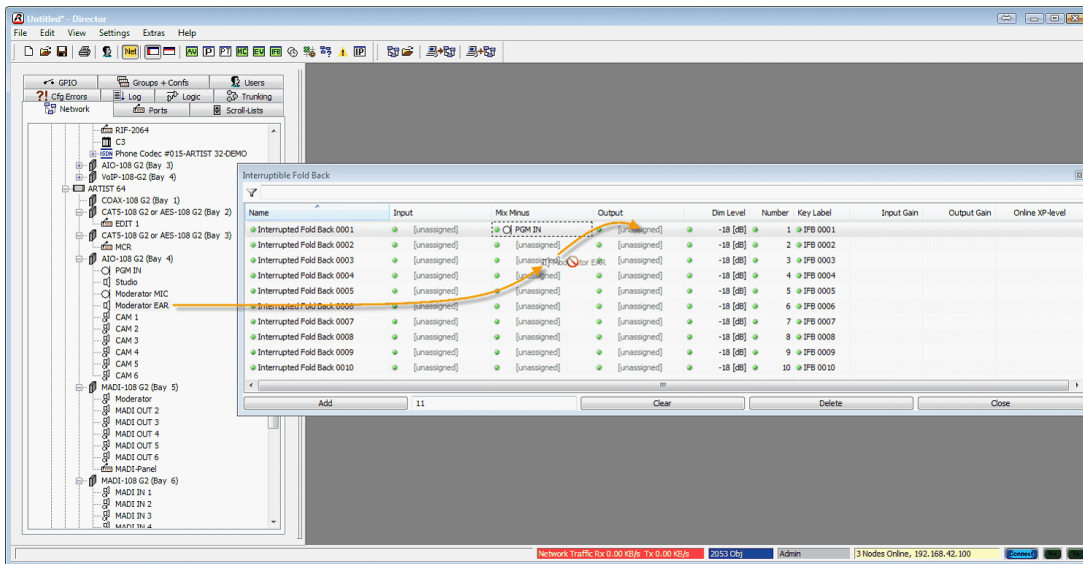 Untitled* - Director
File Edit View Settings Extras Help
Net AV P PT MC EV IFB IP
GPIO Groups + Confs Users
Cfg Errors Log Logic Trunking
Network Ports Scroll-Lists
RIF-2064
C3
ISDN Phone Codec #015-ARTIST 32-DEMO
AIO-108 G2 (Bay 3)
VoIP-108-G2 (Bay 4)
ARTIST 64
COAX-108 G2 (Bay 1)
CAT5-108 G2 or AES-108 G2 (Bay 2)
EDIT 1
CAT5-108 G2 or AES-108 G2 (Bay 3)
MCR
AIO-108 G2 (Bay 4)
PGM IN
Studio
Moderator MIC
Moderator EAR
CAM 1
CAM 2
CAM 3
CAM 4
CAM 5
CAM 6
MADI-108 G2 (Bay 5)
Moderator
MADI OUT 2
MADI OUT 3
MADI OUT 4
MADI OUT 5
MADI OUT 6
MADI-Panel
MADI-108 G2 (Bay 6)
MADI IN 1
MADI IN 2
MADI IN 3
MADI IN 4
Interruptible Fold Back
Name Input Mix Minus Output Dim Level Number Key Label Input Gain Output Gain Online XP-level
Interrupted Fold Back 0001 [unassigned] PGM IN [unassigned] -18 [dB] 1 IFB 0001
Interrupted Fold Back 0002 [unassigned] [unassigned] [unassigned] -18 [dB] 2 IFB 0002
Interrupted Fold Back 0003 [unassigned] [unassigned] [unassigned] -18 [dB] 3 IFB 0003
Interrupted Fold Back 0004 [unassigned] [unassigned] [unassigned] -18 [dB] 4 IFB 0004
Interrupted Fold Back 0005 [unassigned] [unassigned] [unassigned] -18 [dB] 5 IFB 0005
Interrupted Fold Back 0006 [unassigned] [unassigned] [unassigned] -18 [dB] 6 IFB 0006
Interrupted Fold Back 0007 [unassigned] [unassigned] [unassigned] -18 [dB] 7 IFB 0007
Interrupted Fold Back 0008 [unassigned] [unassigned] [unassigned] -18 [dB] 8 IFB 0008
Interrupted Fold Back 0009 [unassigned] [unassigned] [unassigned] -18 [dB] 9 IFB 0009
Interrupted Fold Back 0010 [unassigned] [unassigned] [unassigned] -18 [dB] 10 IFB 0010
Add 11 Clear Delete Close
Network Traffic Rx 0.00 KB/s Tx 0.00 KB/s 2053 Obj Admin 3 Nodes Online, 192.168.42.100 Connect